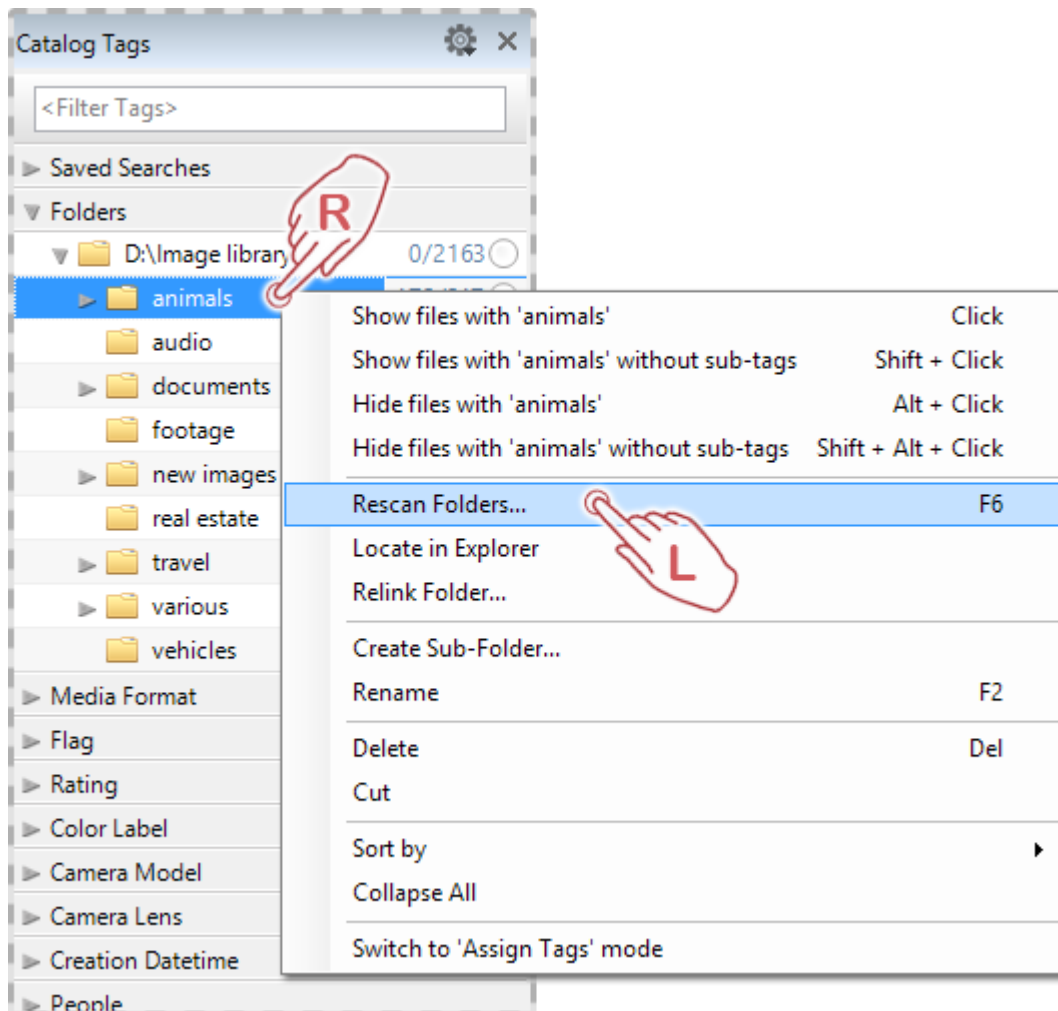 Catalog Tags
<Filter Tags>
Saved Searches
Folders
D:\Image library 0/2163
animals
audio
documents
footage
new images
real estate
travel
various
vehicles
Media Format
Flag
Rating
Color Label
Camera Model
Camera Lens
Creation Datetime
People
R
Show files with 'animals' Click
Show files with 'animals' without sub-tags Shift + Click
Hide files with 'animals' Alt + Click
Hide files with 'animals' without sub-tags Shift + Alt + Click
Rescan Folders... F6
L
Locate in Explorer
Relink Folder...
Create Sub-Folder...
Rename F2
Delete Del
Cut
Sort by
Collapse All
Switch to 'Assign Tags' mode